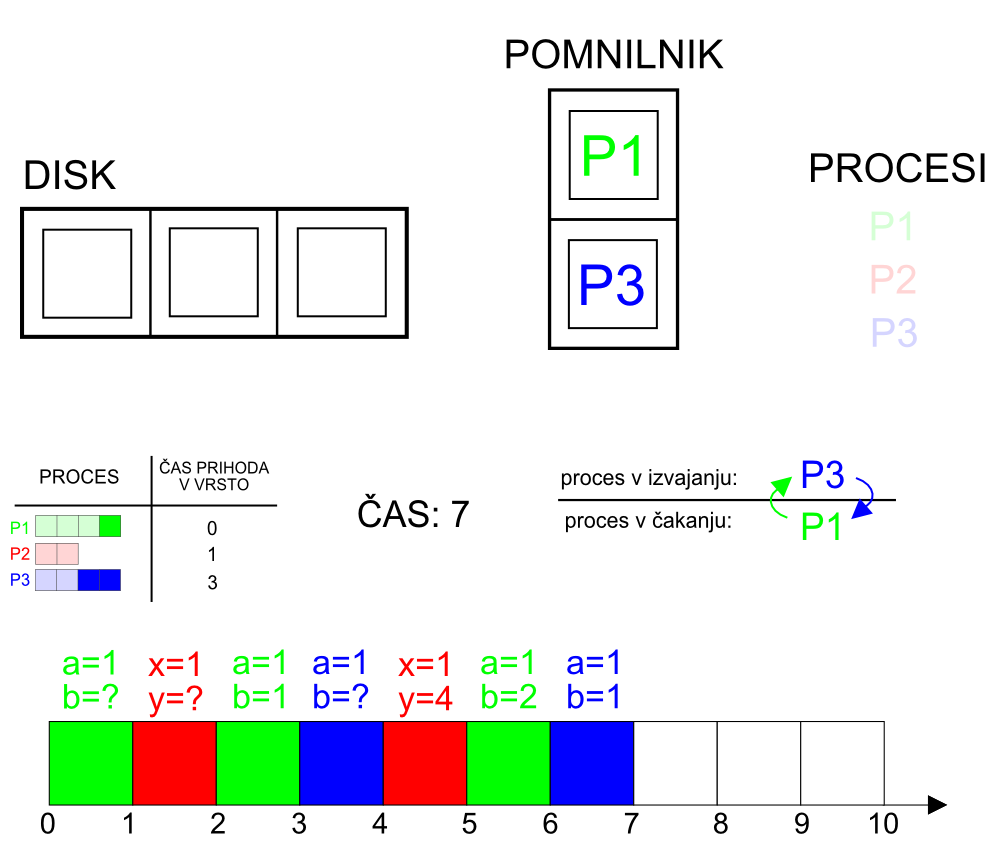 POMNILNIK
P1
P3
DISK
PROCESI
P1
P2
P3
PROCES
ČAS PRIHODA
V VRSTO
P1 0
P2 1
P3 3
ČAS: 7
proces v izvajanju: P3
proces v čakanju: P1
a=1 x=1 a=1 a=1 x=1 a=1 a=1
b=? y=? b=1 b=? y=4 b=2 b=1
0 1 2 3 4 5 6 7 8 9 10